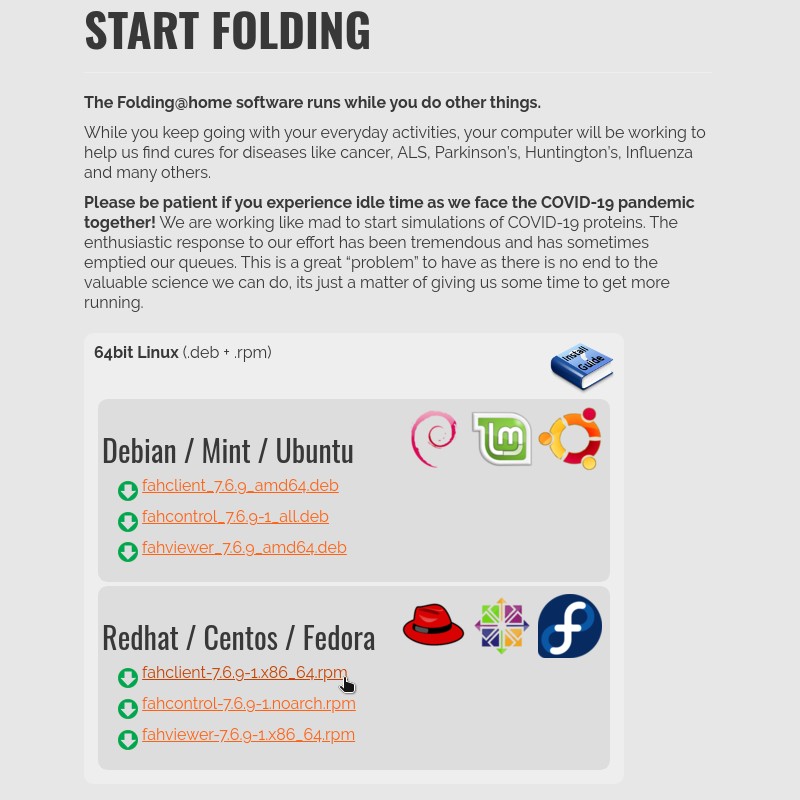 START FOLDING
The Folding@home software runs while you do other things.
While you keep going with your everyday activities, your computer will be working to
help us find cures for diseases like cancer, ALS, Parkinson’s, Huntington’s, Influenza
and many others.
Please be patient if you experience idle time as we face the COVID-19 pandemic
together! We are working like mad to start simulations of COVID-19 proteins. The
enthusiastic response to our effort has been tremendous and has sometimes
emptied our queues. This is a great “problem” to have as there is no end to the
valuable science we can do, its just a matter of giving us some time to get more
running.
64bit Linux (.deb + .rpm)
Install
Guide
Debian / Mint / Ubuntu
fahclient_7.6.9_amd64.deb
fahcontrol_7.6.9-1_all.deb
fahviewer_7.6.9_amd64.deb
Redhat / Centos / Fedora
fahclient-7.6.9-1.x86_64.rpm
fahcontrol-7.6.9-1.noarch.rpm
fahviewer-7.6.9-1.x86_64.rpm